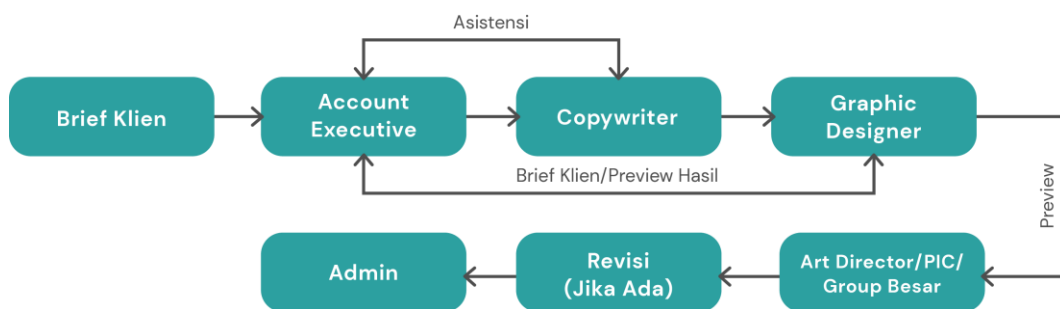 Asistensi
Brief Klien
Account
Executive
Copywriter
Graphic
Designer
Brief Klien/Preview Hasil
Preview
Admin
Revisi
(Jika Ada)
Art Director/PIC/
Group Besar